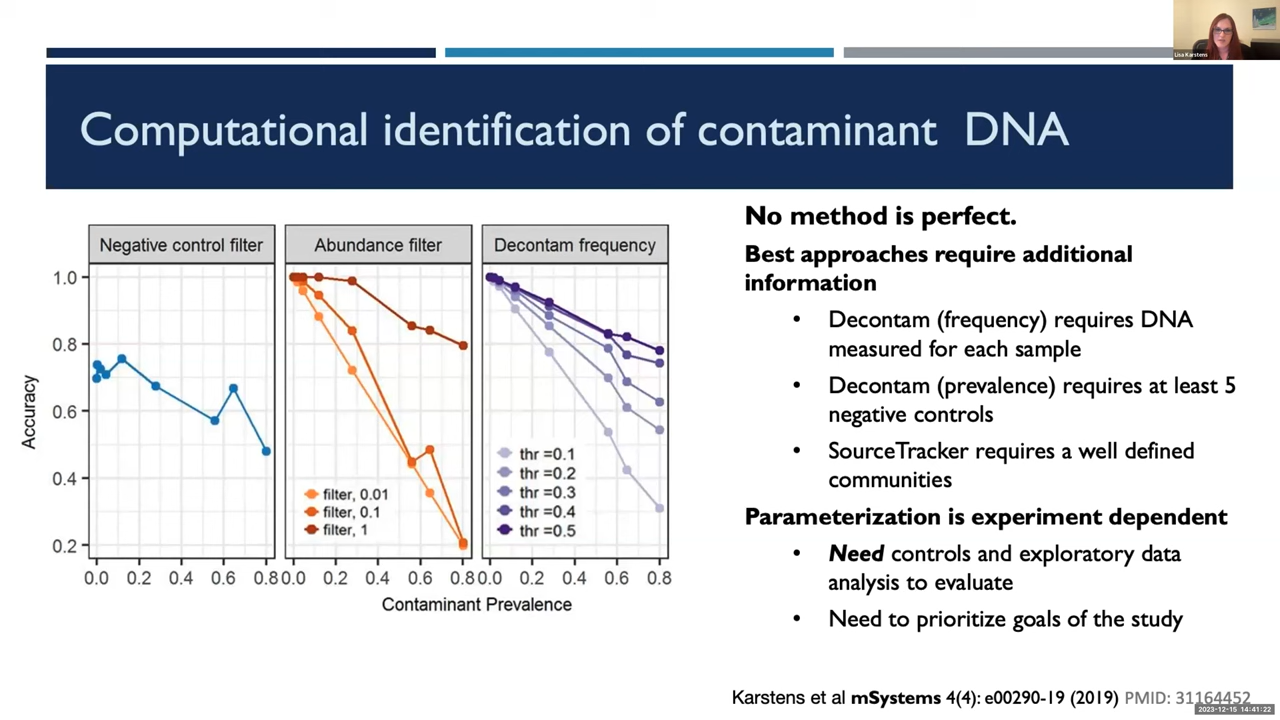 Lisa Karstens
Computational identification of contaminant DNA
Negative control filter
Abundance filter
Decontam frequency
Accuracy
1.0
0.8
0.6
0.4
0.2
filter, 0.01
filter, 0.1
filter, 1
thr =0.1
thr =0.2
thr =0.3
thr =0.4
thr =0.5
0.0 0.2 0.4 0.6 0.8
0.0 0.2 0.4 0.6 0.8
0.0 0.2 0.4 0.6 0.8
Contaminant Prevalence
No method is perfect.
Best approaches require additional
information
• Decontam (frequency) requires DNA
measured for each sample
• Decontam (prevalence) requires at least 5
negative controls
• SourceTracker requires a well defined
communities
Parameterization is experiment dependent
• Need controls and exploratory data
analysis to evaluate
• Need to prioritize goals of the study
Karstens et al mSystems 4(4): e00290-19 (2019) PMID: 31164452
2023-12-15 14:41:22